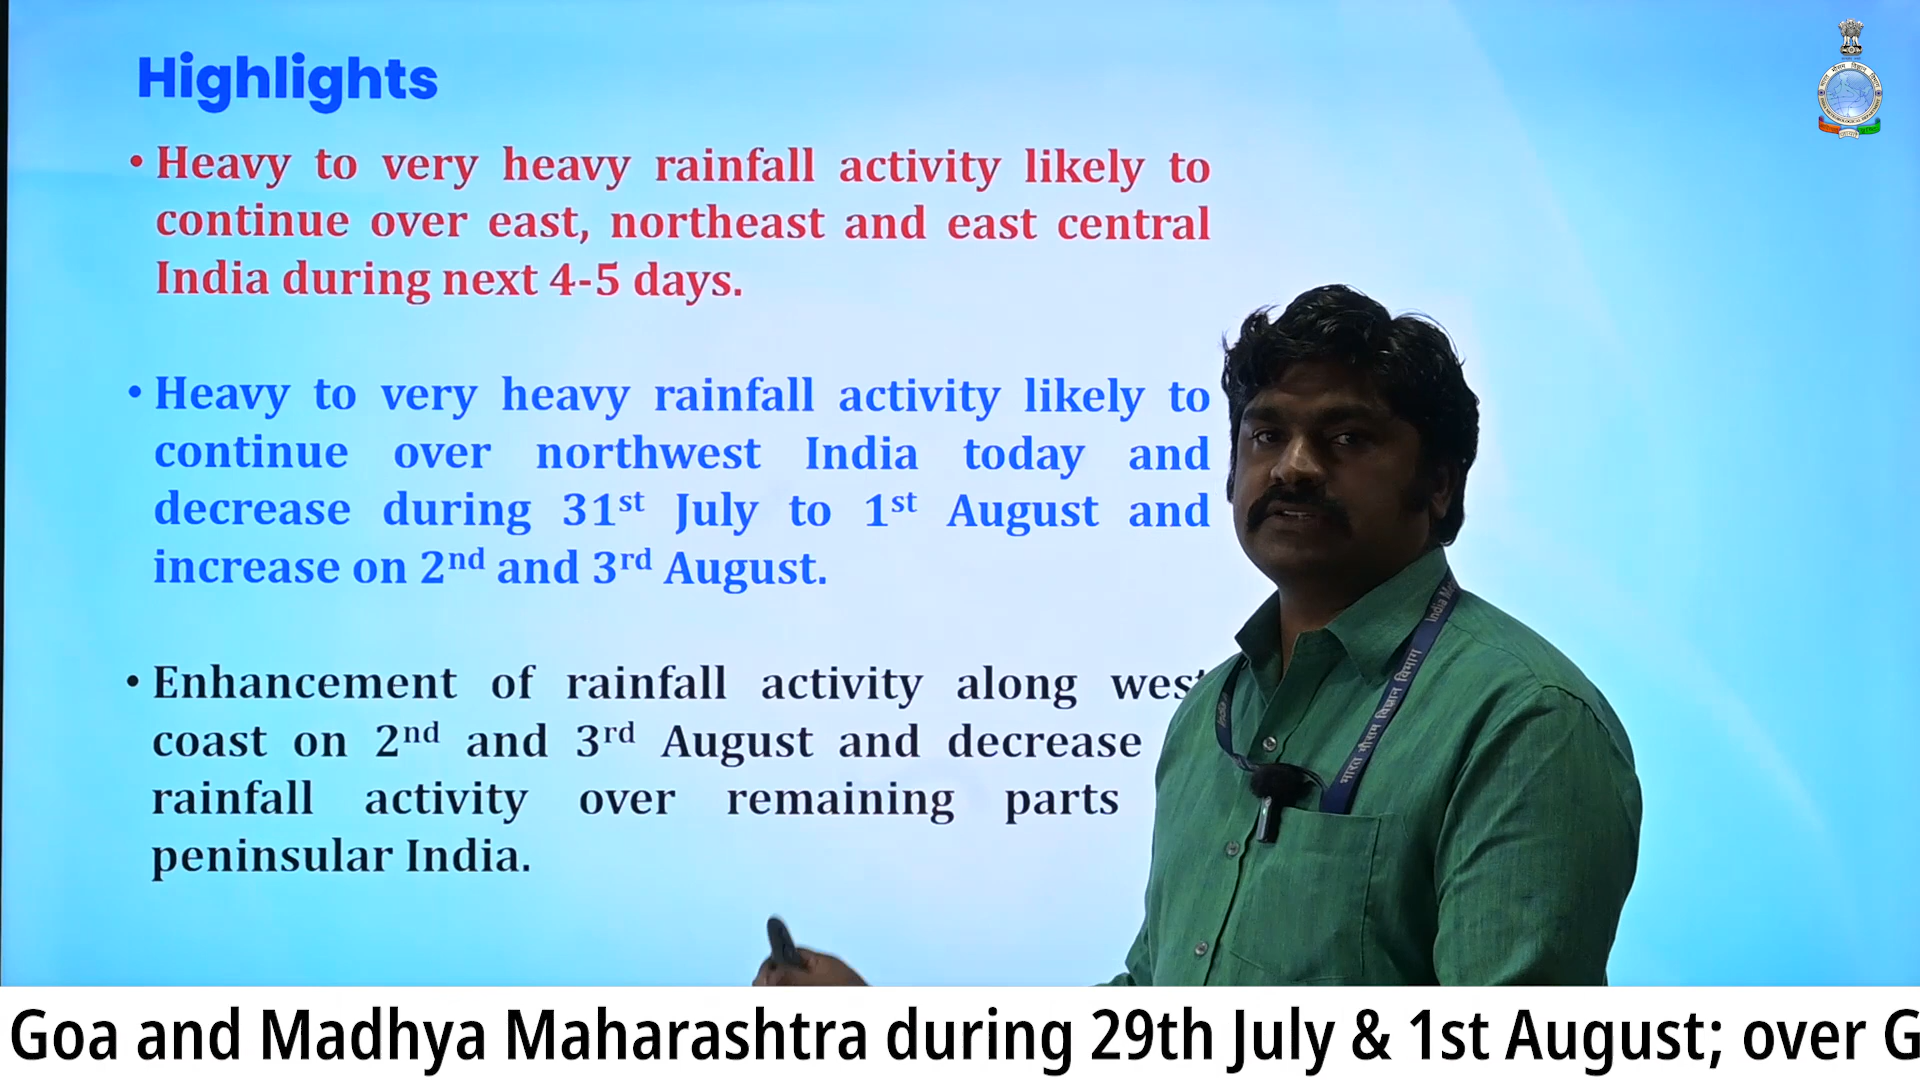 Highlights
• Heavy to very heavy rainfall activity likely to
continue over east, northeast and east central
India during next 4-5 days.
• Heavy to very heavy rainfall activity likely to
continue over northwest India today and
decrease during 31st July to 1st August and
increase on 2nd and 3rd August.
• Enhancement of rainfall activity along west
coast on 2nd and 3rd August and decrease
rainfall activity over remaining parts
peninsular India.
India
भारत मौसम विज्ञान विभाग
Goa and Madhya Maharashtra during 29th July & 1st August; over G